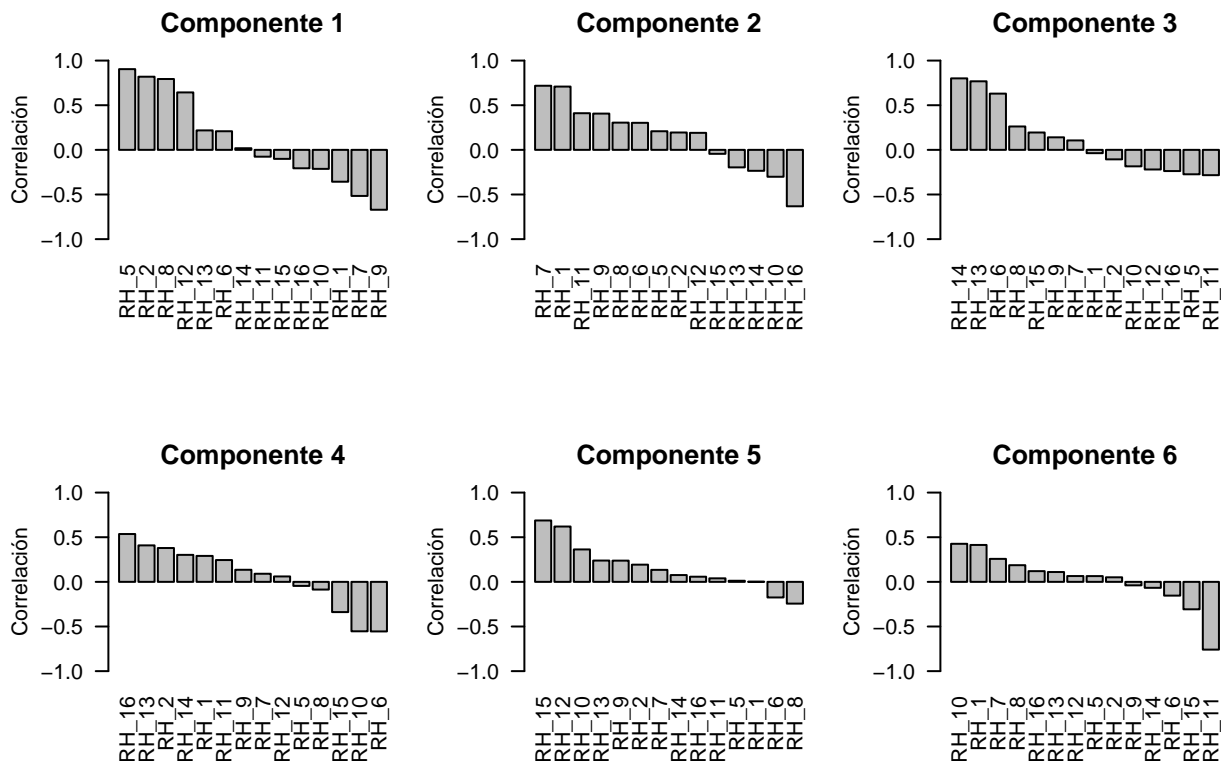 Componente 1
Correlación
1.0
0.5
0.0
−0.5
−1.0
RH_5
RH_2
RH_8
RH_12
RH_13
RH_6
RH_14
RH_11
RH_15
RH_16
RH_10
RH_1
RH_7
RH_9
Componente 2
Correlación
1.0
0.5
0.0
−0.5
−1.0
RH_7
RH_1
RH_11
RH_9
RH_8
RH_6
RH_5
RH_2
RH_12
RH_15
RH_13
RH_14
RH_10
RH_16
Componente 3
Correlación
1.0
0.5
0.0
−0.5
−1.0
RH_14
RH_13
RH_6
RH_8
RH_15
RH_9
RH_7
RH_1
RH_2
RH_10
RH_12
RH_16
RH_5
RH_11
Componente 4
Correlación
1.0
0.5
0.0
−0.5
−1.0
RH_16
RH_13
RH_2
RH_14
RH_1
RH_11
RH_9
RH_7
RH_12
RH_5
RH_8
RH_15
RH_10
RH_6
Componente 5
Correlación
1.0
0.5
0.0
−0.5
−1.0
RH_15
RH_12
RH_10
RH_13
RH_9
RH_2
RH_7
RH_14
RH_16
RH_11
RH_5
RH_1
RH_6
RH_8
Componente 6
Correlación
1.0
0.5
0.0
−0.5
−1.0
RH_10
RH_1
RH_7
RH_8
RH_16
RH_13
RH_12
RH_5
RH_2
RH_9
RH_14
RH_6
RH_15
RH_11